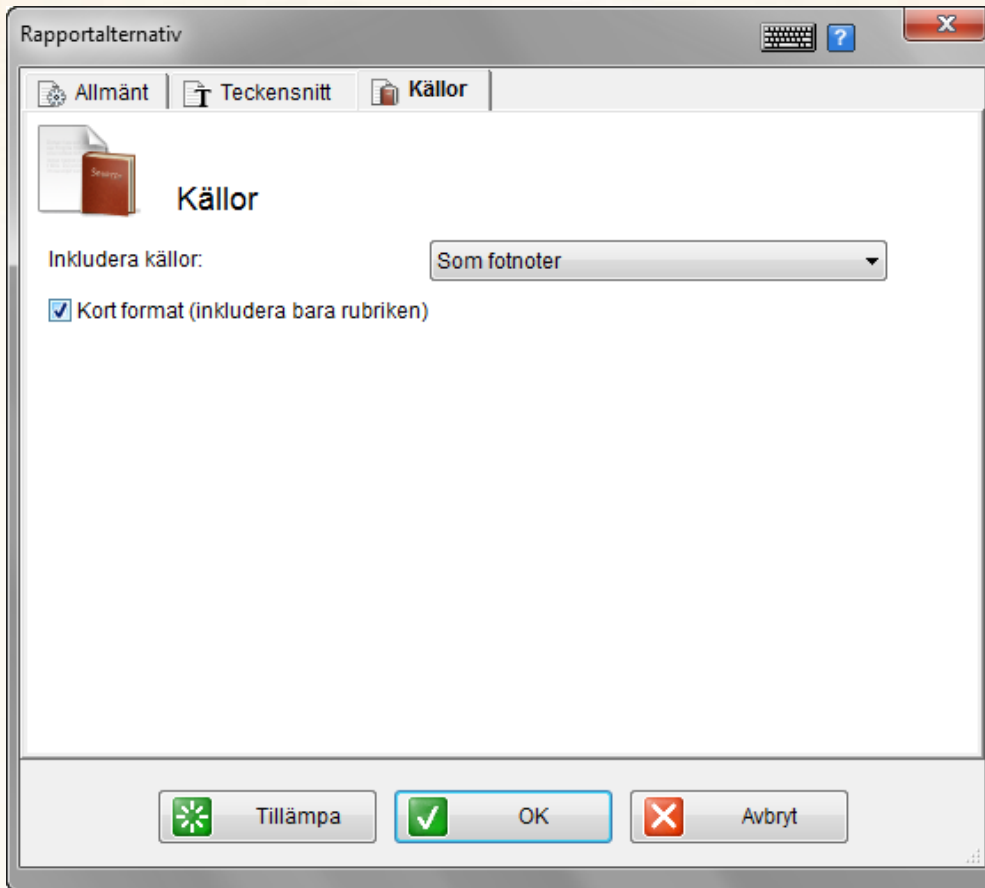 Rapportalternativ
?
Allmänt Teckensnitt Källor
Källor
Inkludera källor: Som fotnoter
Kort format (inkludera bara rubriken)
Tillämpa OK Avbryt